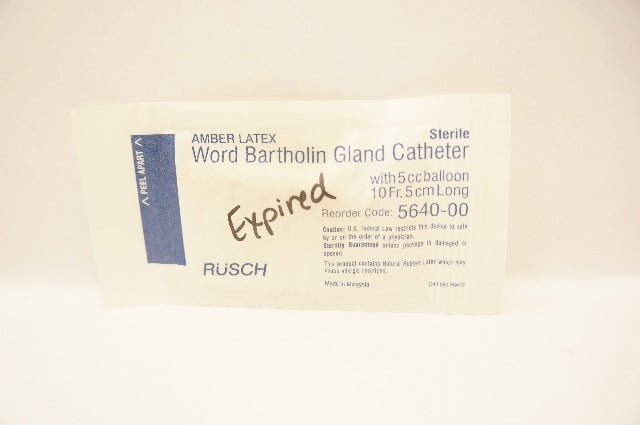 < PEEL APART >
AMBER LATEX
Sterile
Word Bartholin Gland Catheter
with 5 cc balloon
10 Fr. 5 cm Long
Expired
Reorder Code: 5640-00
Caution: U.S. Federal Law restricts this device to sale
by or on the order of a physician.
Sterility Guaranteed unless package is damaged or
opened.
RÜSCH
This product contains Natural Rubber Latex which may
cause allergic reactions.
Made in Malaysia
Rev 2